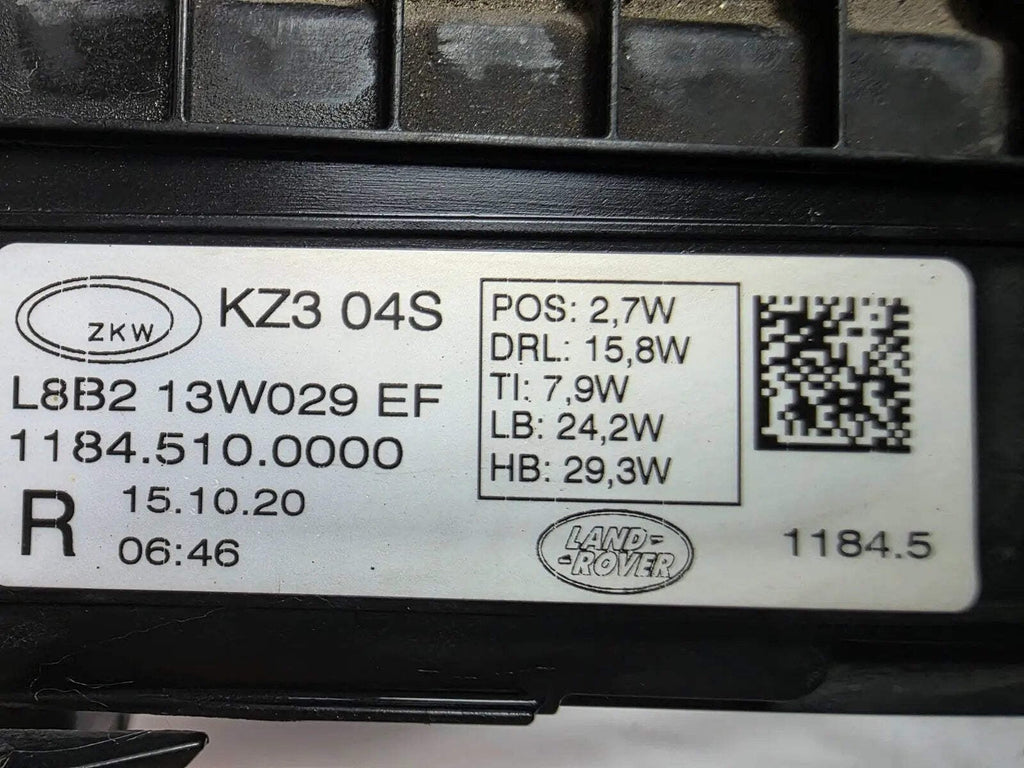 ZKW
KZ3 04S
L8B2 13W029 EF
1184.510.0000
R
15.10.20
06:46
POS: 2,7W
DRL: 15,8W
TI: 7,9W
LB: 24,2W
HB: 29,3W
LAND-
-ROVER
1184.5